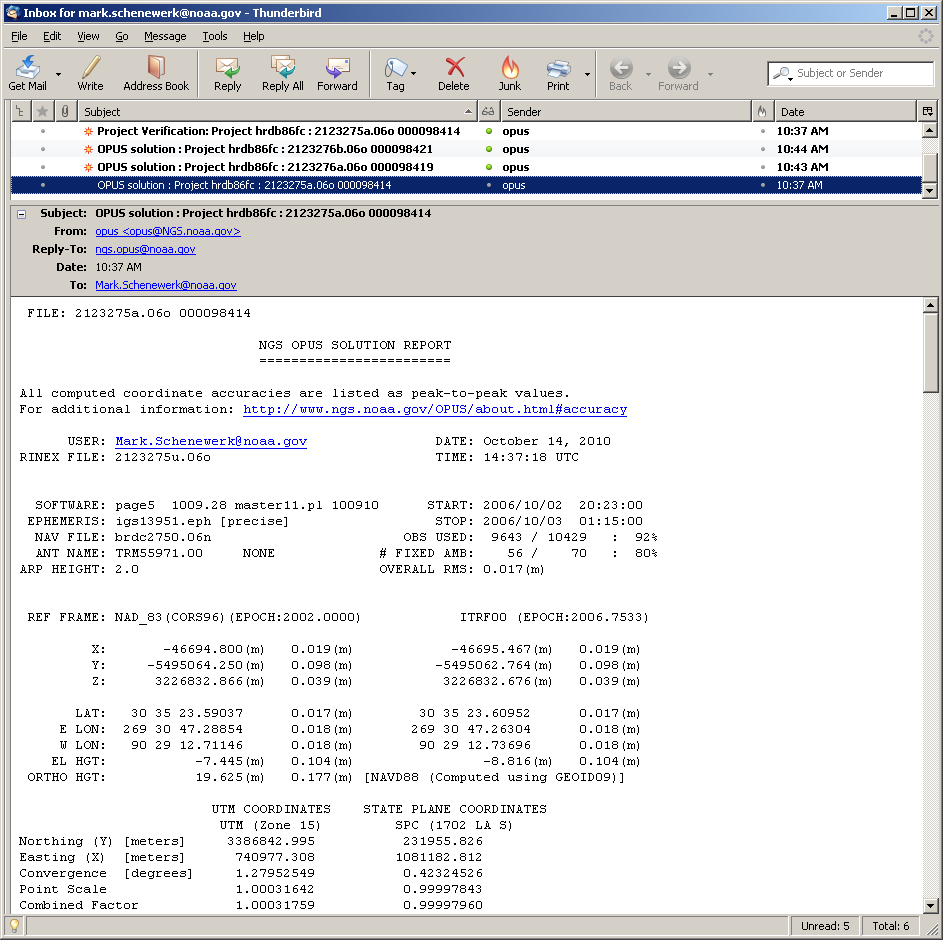 Inbox for mark.schenewerk@noaa.gov - Thunderbird
File Edit View Go Message Tools Help
Get Mail Write Address Book Reply Reply All Forward Tag Delete Junk Print Back Forward Subject or Sender
Subject Sender Date
Project Verification: Project hrdb86fc : 2123275a.06o 000098414 opus 10:37 AM
OPUS solution : Project hrdb86fc : 2123276b.06o 000098421 opus 10:44 AM
OPUS solution : Project hrdb86fc : 2123276a.06o 000098419 opus 10:43 AM
OPUS solution : Project hrdb86fc : 2123275a.06o 000098414 opus 10:37 AM
Subject: OPUS solution : Project hrdb86fc : 2123275a.06o 000098414
From: opus <opus@NGS.noaa.gov>
Reply-To: ngs.opus@noaa.gov
Date: 10:37 AM
To: Mark.Schenewerk@noaa.gov
FILE: 2123275a.06o 000098414
NGS OPUS SOLUTION REPORT
========================
All computed coordinate accuracies are listed as peak-to-peak values.
For additional information: http://www.ngs.noaa.gov/OPUS/about.html#accuracy
USER: Mark.Schenewerk@noaa.gov DATE: October 14, 2010
RINEX FILE: 2123275u.06o TIME: 14:37:18 UTC
SOFTWARE: page5 1009.28 master11.pl 100910 START: 2006/10/02 20:23:00
EPHEMERIS: igs13951.eph [precise] STOP: 2006/10/03 01:15:00
NAV FILE: brdc2750.06n OBS USED: 9643 / 10429 : 92%
ANT NAME: TRM55971.00 NONE # FIXED AMB: 56 / 70 : 80%
ARP HEIGHT: 2.0 OVERALL RMS: 0.017(m)
REF FRAME: NAD_83(CORS96)(EPOCH:2002.0000) ITRF00 (EPOCH:2006.7533)
X: -46694.800(m) 0.019(m) -46695.467(m) 0.019(m)
Y: -5495064.250(m) 0.098(m) -5495062.764(m) 0.098(m)
Z: 3226832.866(m) 0.039(m) 3226832.676(m) 0.039(m)
LAT: 30 35 23.59037 0.017(m) 30 35 23.60952 0.017(m)
E LON: 269 30 47.28854 0.018(m) 269 30 47.26304 0.018(m)
W LON: 90 29 12.71146 0.018(m) 90 29 12.73696 0.018(m)
EL HGT: -7.445(m) 0.104(m) -8.816(m) 0.104(m)
ORTHO HGT: 19.625(m) 0.177(m) [NAVD88 (Computed using GEOID09)]
UTM COORDINATES STATE PLANE COORDINATES
UTM (Zone 15) SPC (1702 LA S)
Northing (Y) [meters] 3386842.995 231955.826
Easting (X) [meters] 740977.308 1081182.812
Convergence [degrees] 1.27952549 0.42324526
Point Scale 1.00031642 0.99997843
Combined Factor 1.00031759 0.99997960
Unread: 5 Total: 6